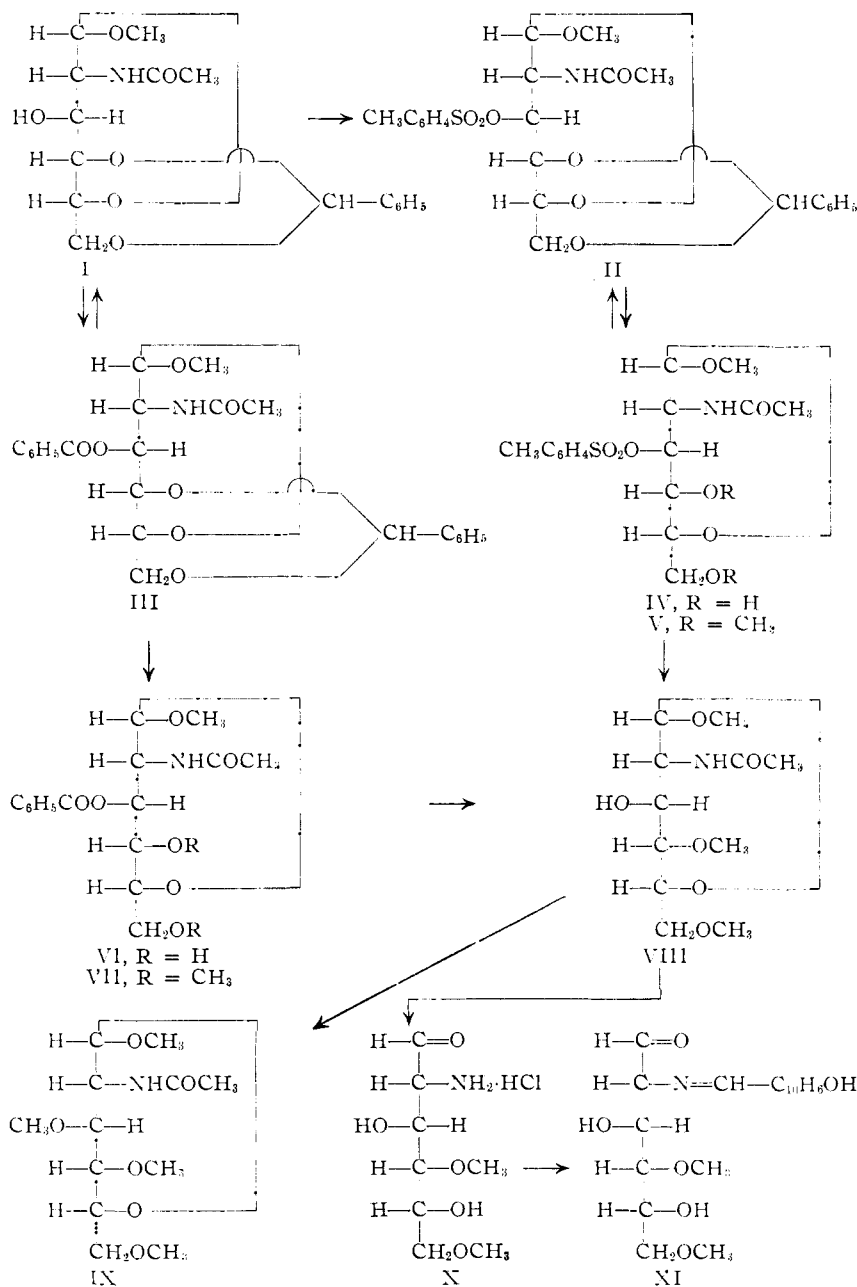 H—C—OCH₃
H—C—NHCOCH₃
HO—C—H
H—C—O
H—C—O
CH—C₆H₅
CH₂O
I
H—C—OCH₃
H—C—NHCOCH₃
CH₃C₆H₄SO₂O—C—H
H—C—O
H—C—O
CHC₆H₅
CH₂O
II
H—C—OCH₃
H—C—NHCOCH₃
C₆H₅COO—C—H
H—C—O
H—C—O
CH—C₆H₅
CH₂O
III
H—C—OCH₃
H—C—NHCOCH₃
CH₃C₆H₄SO₂O—C—H
H—C—OR
H—C—O
CH₂OR
IV, R = H
V, R = CH₃
H—C—OCH₃
H—C—NHCOCH₃
C₆H₅COO—C—H
H—C—OR
H—C—O
CH₂OR
VI, R = H
VII, R = CH₃
H—C—OCH₃
H—C—NHCOCH₃
HO—C—H
H—C—OCH₃
H—C—O
CH₂OCH₃
VIII
H—C—OCH₃
H—C—NHCOCH₃
CH₃O—C—H
H—C—OCH₃
H—C—O
CH₂OCH₃
IX
H—C=O
H—C—NH₂·HCl
HO—C—H
H—C—OCH₃
H—C—OH
CH₂OCH₃
X
H—C=O
H—C—N=CH—C₁₀H₆OH
HO—C—H
H—C—OCH₃
H—C—OH
CH₂OCH₃
XI